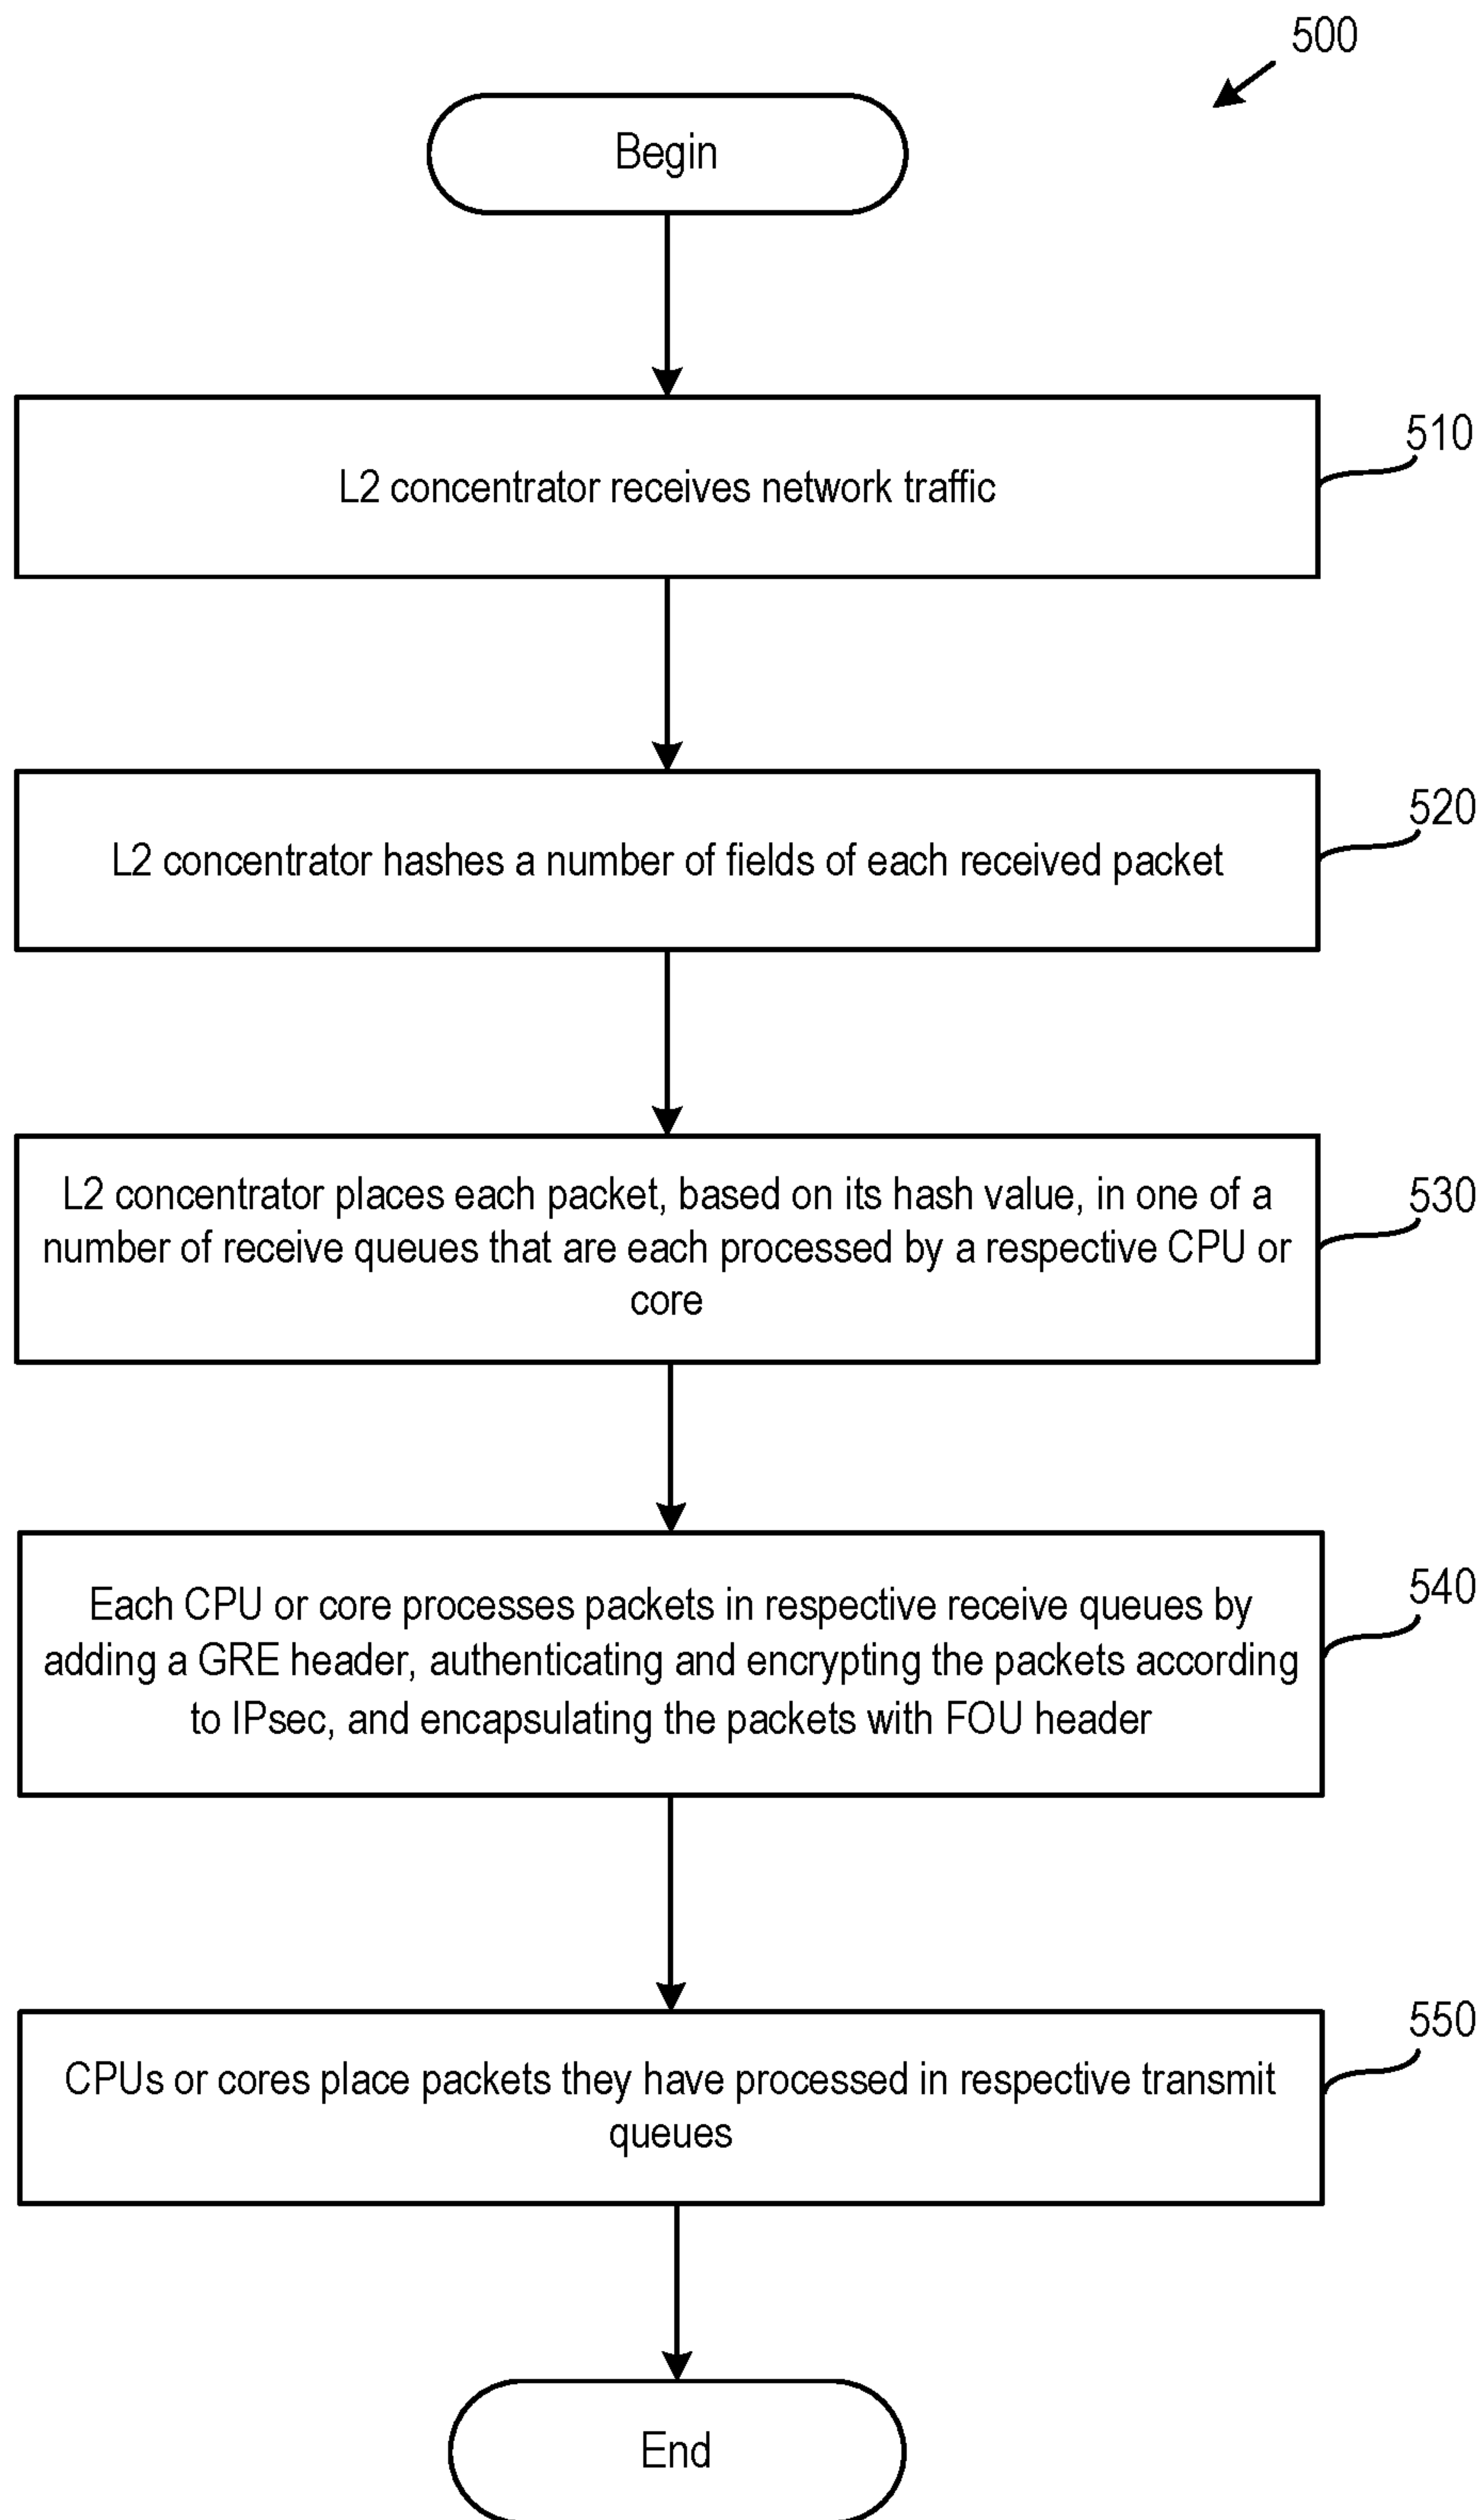 500
Begin
L2 concentrator receives network traffic
510
L2 concentrator hashes a number of fields of each received packet
520
L2 concentrator places each packet, based on its hash value, in one of a
number of receive queues that are each processed by a respective CPU or
core
530
Each CPU or core processes packets in respective receive queues by
adding a GRE header, authenticating and encrypting the packets according
to IPsec, and encapsulating the packets with FOU header
540
CPUs or cores place packets they have processed in respective transmit
queues
550
End